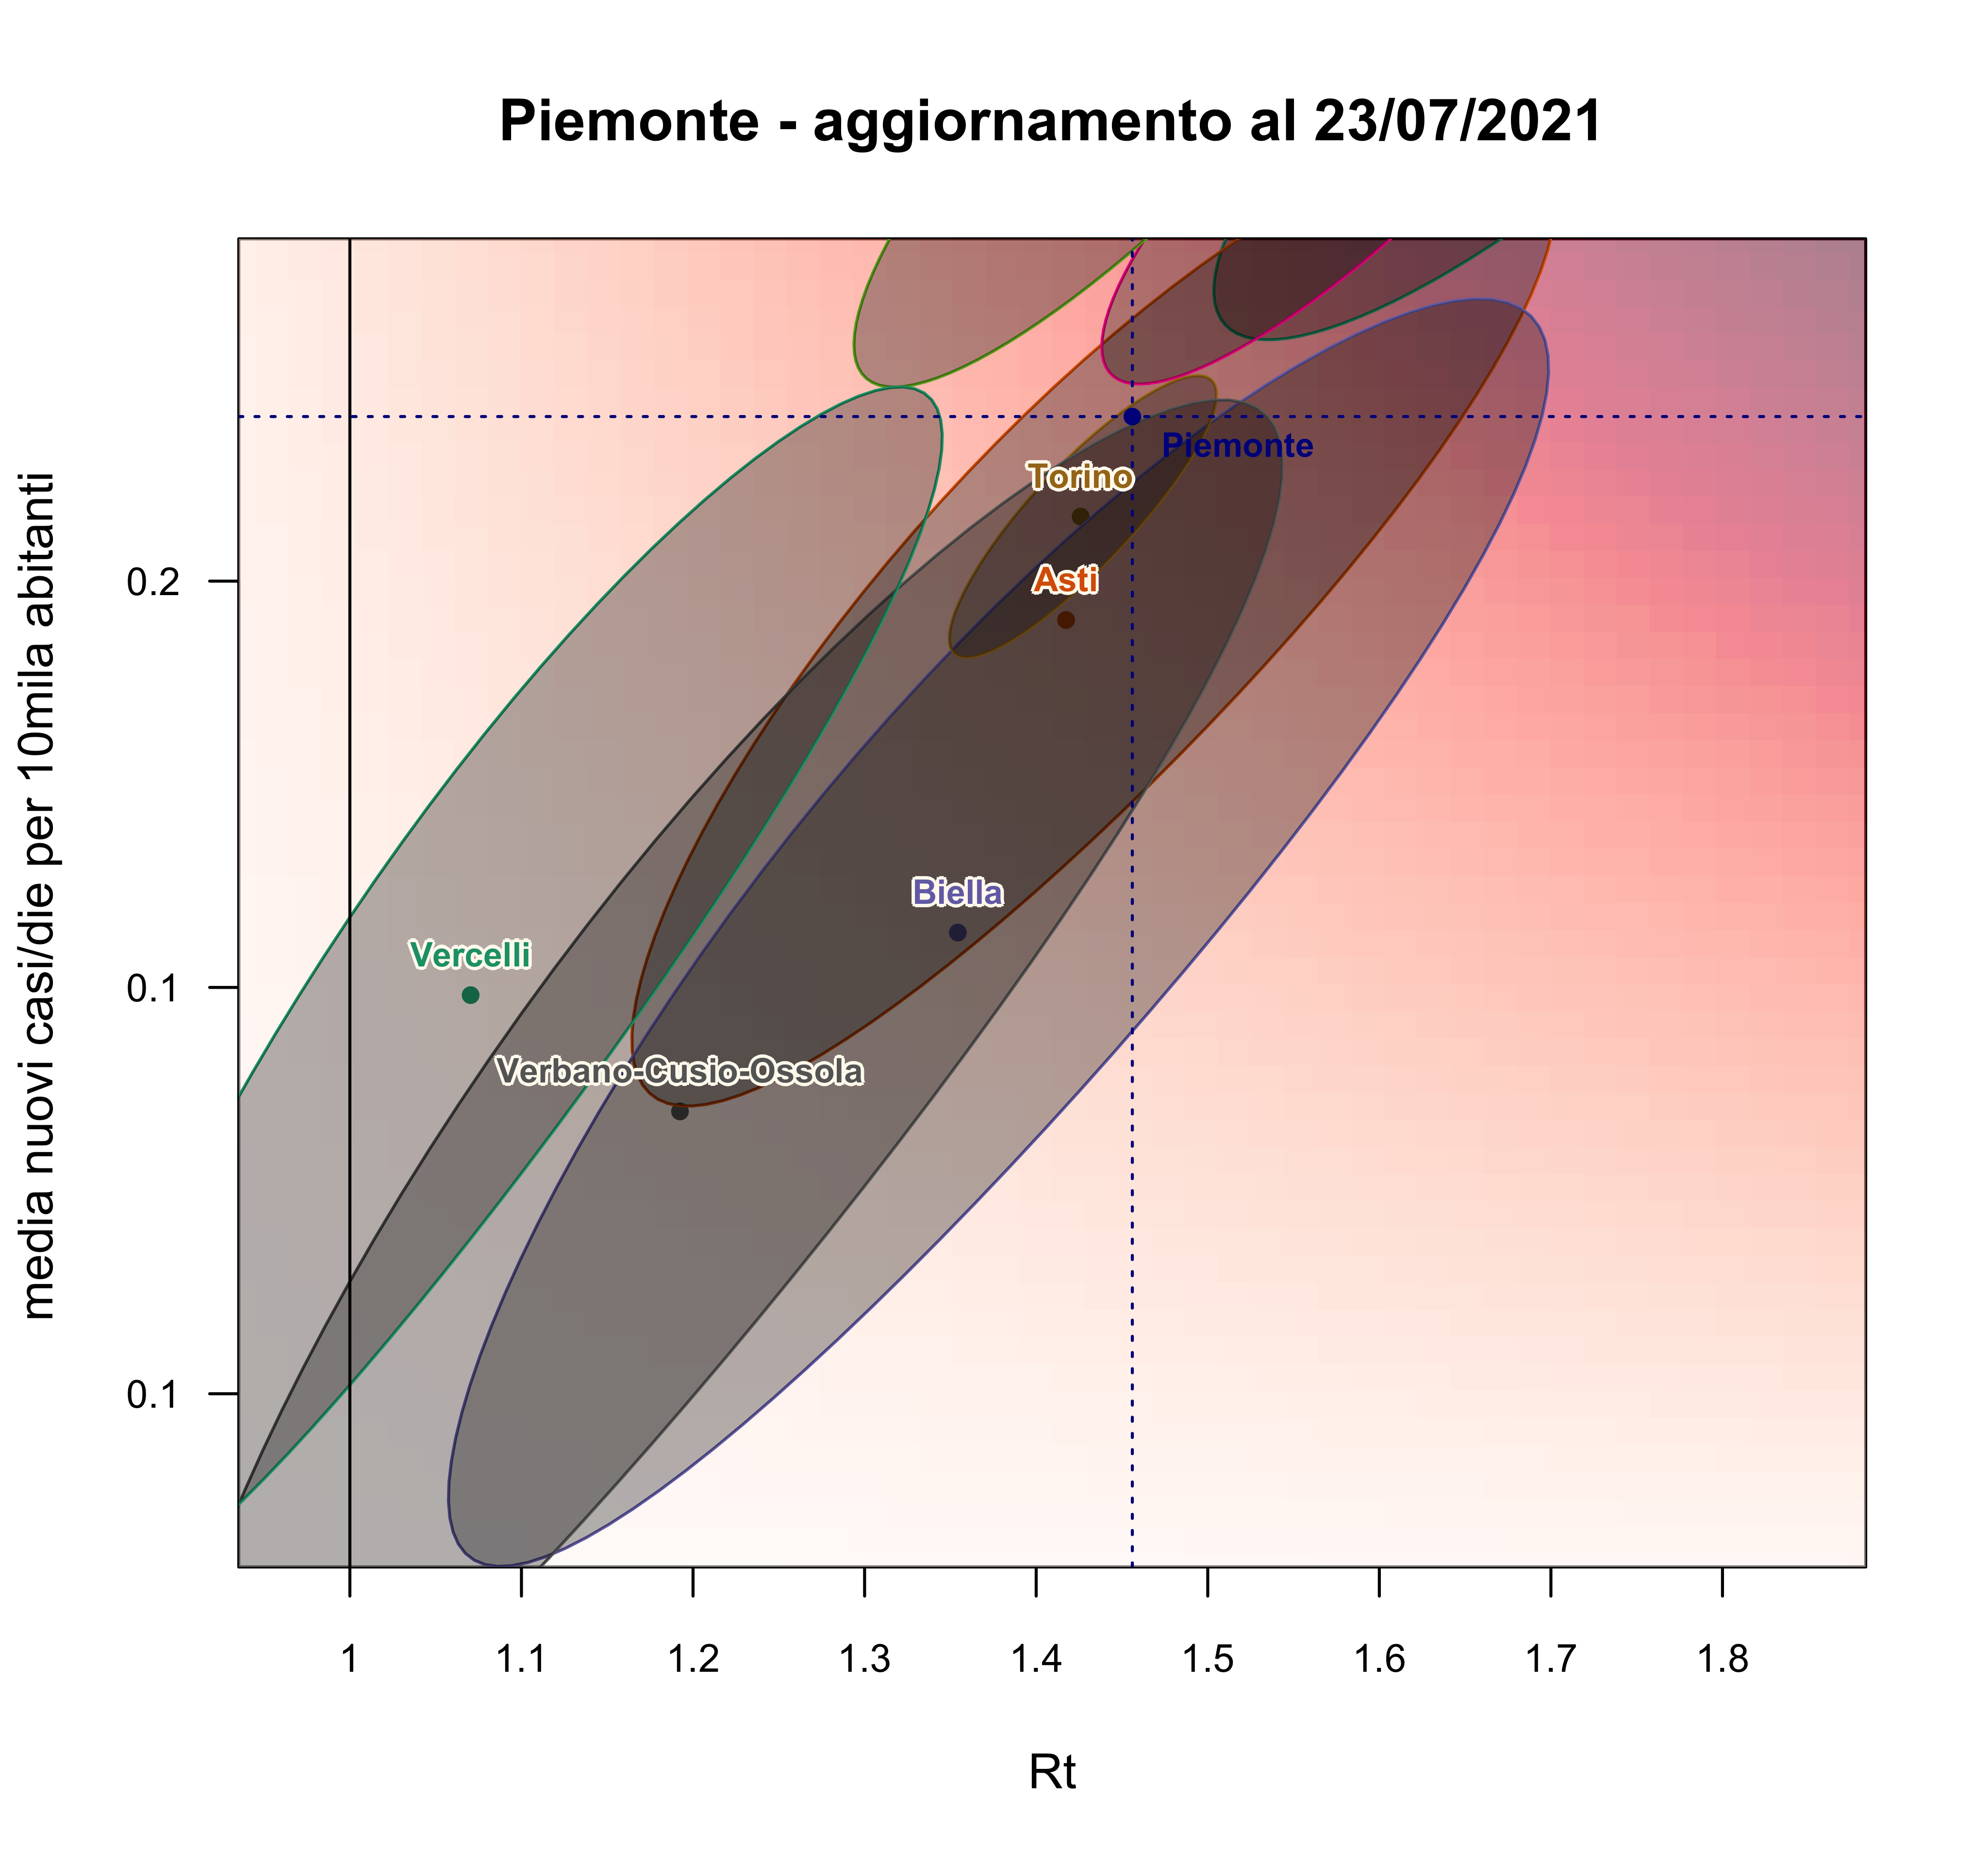 Piemonte - aggiornamento al 23/07/2021
media nuovi casi/die per 10mila abitanti
0.2
0.1
0.1
Piemonte
Torino
Asti
Biella
Vercelli
Verbano-Cusio-Ossola
1 1.1 1.2 1.3 1.4 1.5 1.6 1.7 1.8
Rt